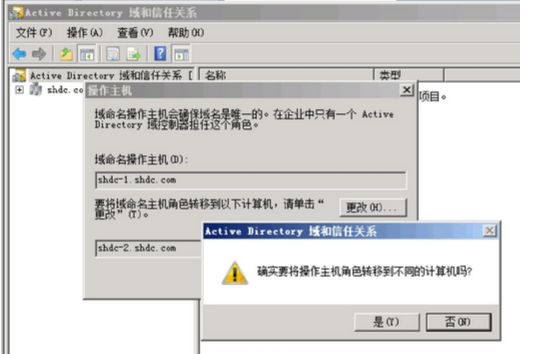 Active Directory 域和信任关系
文件(F) 操作(A) 查看(V) 帮助(H)
Active Directory 域和信任关系 [ 名称 类型
shdc.co
项目。
操作主机
域命名操作主机会确保域名是唯一的。在企业中只有一个 Active
Directory 域控制器担任这个角色。
域命名操作主机(D):
shdc-1.shdc.com
要将域命名主机角色转移到以下计算机，请单击“
更改”(T)。
更改(H)...
shdc-2.shdc.com
Active Directory 域和信任关系
确实要将操作主机角色转移到不同的计算机吗?
是(Y) 否(N)